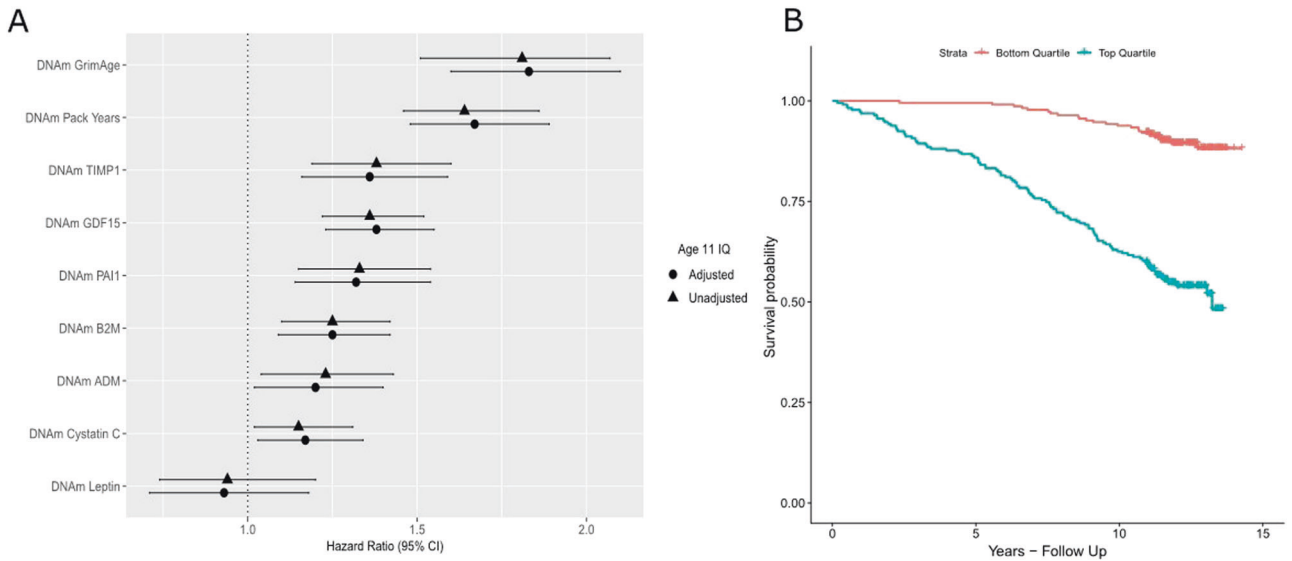 A
DNAm GrimAge
DNAm Pack Years
DNAm TIMP1
DNAm GDF15
DNAm PAI1
DNAm B2M
DNAm ADM
DNAm Cystatin C
DNAm Leptin
1.0 1.5 2.0
Hazard Ratio (95% CI)
Age 11 IQ
Adjusted
Unadjusted
B
Strata Bottom Quartile Top Quartile
1.00
0.75
0.50
0.25
0.00
Survival probability
0 5 10 15
Years − Follow Up